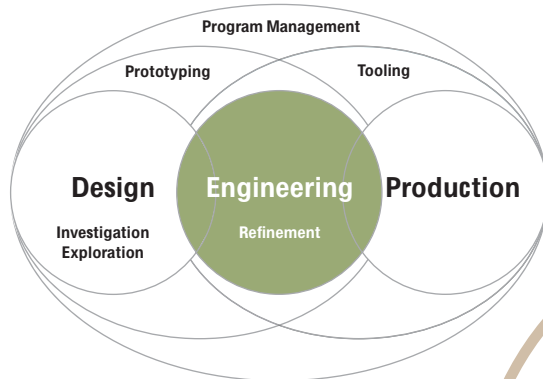 Program Management
Prototyping
Tooling
Design
Engineering
Production
Investigation
Exploration
Refinement